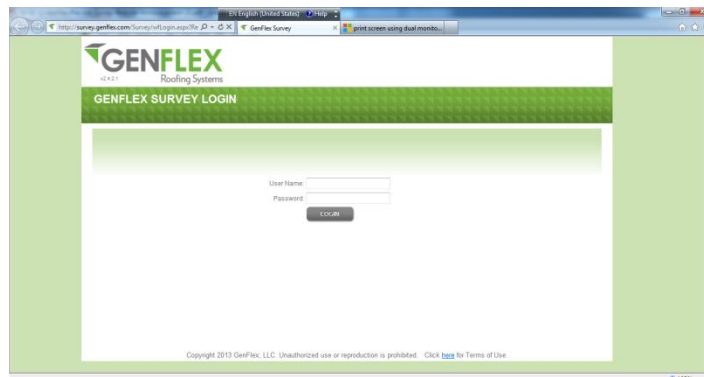 EN English (United States) Help
http://survey.genflex.com/Survey/wfLogin.aspx?Re
GenFlex Survey
print screen using dual monito...
GENFLEX
v2.4.2.1 Roofing Systems
GENFLEX SURVEY LOGIN
User Name
Password
LOGIN
Copyright 2013 GenFlex, LLC. Unauthorized use or reproduction is prohibited. Click here for Terms of Use.